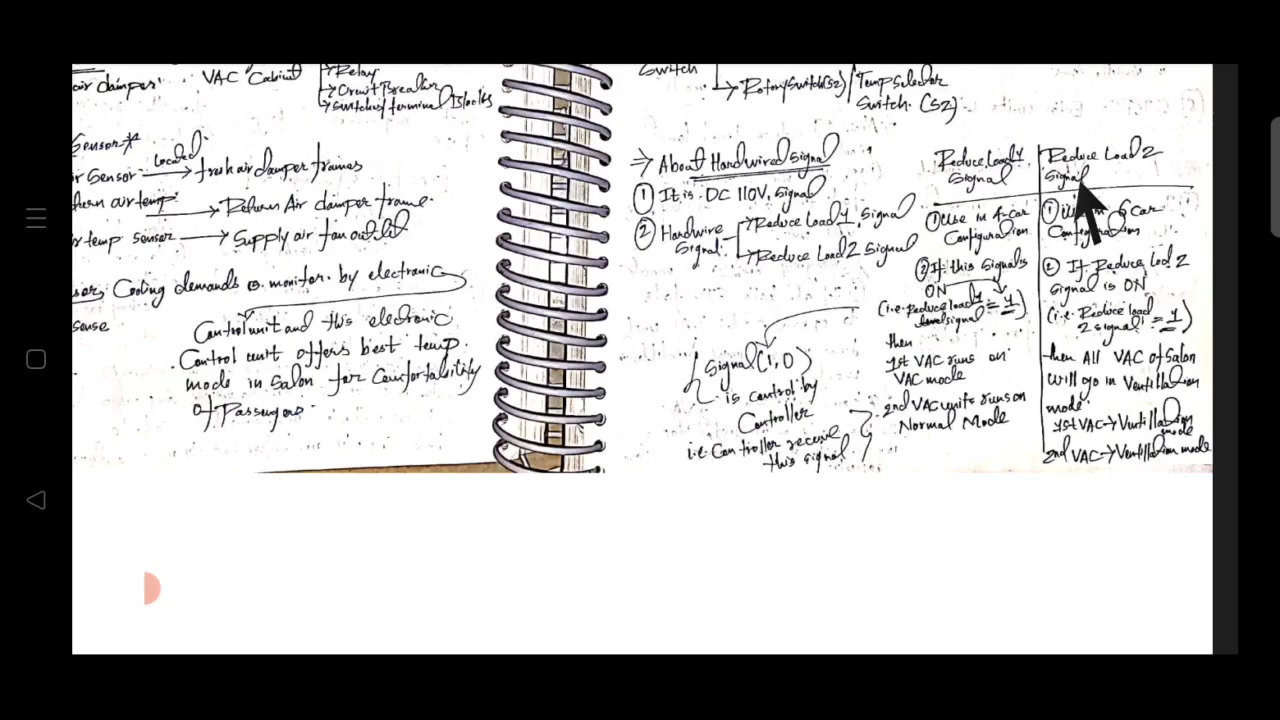 air damper.
VAC Cabinet
→ Relay
→ Circuit Breaker
→ Switches/terminal Blocks
Sensor*
Located
Sensor → fresh air damper frames
air temp → Return Air damper frame.
temp sensor → Supply air fan outlet
Cooling demands monitor by electronic
sense
Control unit and this electronic
Control unit offers best temp.
mode in Salon for Comfortability
of Passengers.
Switch
→ Rotary Switch (S2) / Temp Selector
Switch. (S2)
⇒ About Hardwired Signal
① It is DC 110V, Signal
② Hardwire Signal
→ Reduce Load 1 Signal
→ Reduce Load 2 Signal
{ Signal (1,0)
is control by
Controller
i.e. Controller receive
this signal }
Reduce Load 1
Signal
① Use in 4-Car
Configuration.
② If this Signal is
ON
(i.e. Reduce load 1 signal = 1)
then
1st VAC runs on
VAC mode
2nd VAC units runs on
Normal Mode
Reduce Load 2
Signal
① in 6 Car
Configuration
② If Reduce Lod 2
Signal is ON
(i.e. Reduce load
2 signal = 1)
then All VAC of Salon
will go in Ventillation
mode
1st VAC → Ventillation
mode
2nd VAC → Ventillation mode